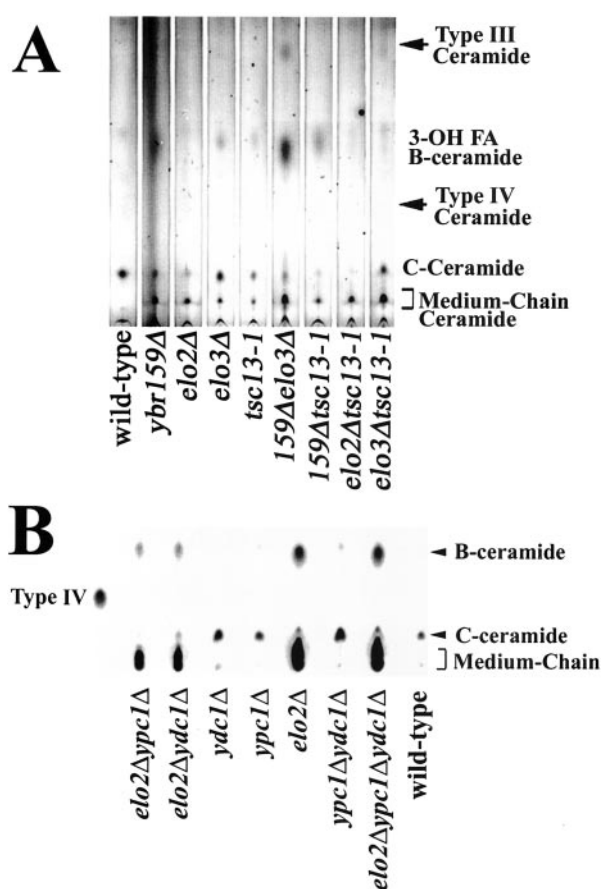 A
Type III
Ceramide
3-OH FA
B-ceramide
Type IV
Ceramide
C-Ceramide
Medium-Chain
Ceramide
wild-type
ybr159Δ
elo2Δ
elo3Δ
tsc13-1
159Δelo3Δ
159Δtsc13-1
elo2Δtsc13-1
elo3Δtsc13-1
B
B-ceramide
Type IV
C-ceramide
Medium-Chain
elo2Δypc1Δ
elo2Δydc1Δ
ydc1Δ
ypc1Δ
elo2Δ
ypc1Δydc1Δ
elo2Δypc1Δydc1Δ
wild-type